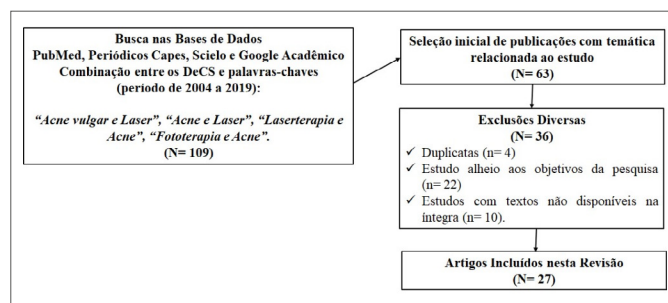 Busca nas Bases de Dados
PubMed, Periódicos Capes, Scielo e Google Acadêmico
Combinação entre os DeCS e palavras-chaves
(período de 2004 a 2019):
“Acne vulgar e Laser”, “Acne e Laser”, “Laserterapia e
Acne”, “Fototerapia e Acne”.
(N= 109)
Seleção inicial de publicações com temática
relacionada ao estudo
(N= 63)
Exclusões Diversas
(N= 36)
✓ Duplicatas (n= 4)
✓ Estudo alheio aos objetivos da pesquisa
(n= 22)
✓ Estudos com textos não disponíveis na
íntegra (n= 10).
Artigos Incluídos nesta Revisão
(N= 27)